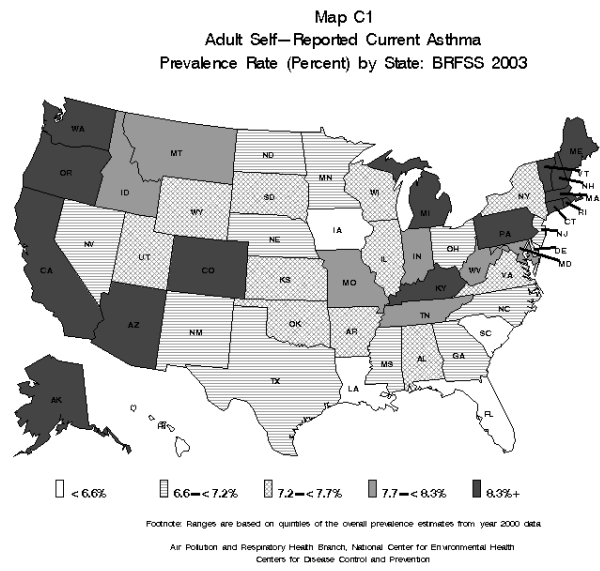 Map C1
Adult Self-Reported Current Asthma
Prevalence Rate (Percent) by State: BRFSS 2003
WA
OR
CA
NV
ID
MT
WY
UT
AZ
CO
NM
ND
SD
NE
KS
OK
TX
MN
IA
MO
AR
LA
WI
IL
MI
IN
OH
KY
TN
MS
AL
GA
FL
SC
NC
VA
WV
PA
NY
ME
VT
NH
MA
RI
CT
NJ
DE
MD
AK
HI
< 6.6% 6.6-< 7.2% 7.2-< 7.7% 7.7-< 8.3% 8.3%+
Footnote: Ranges are based on quintiles of the overall prevalence estimates from year 2000 data
Air Pollution and Respiratory Health Branch, National Center for Environmental Health
Centers for Disease Control and Prevention